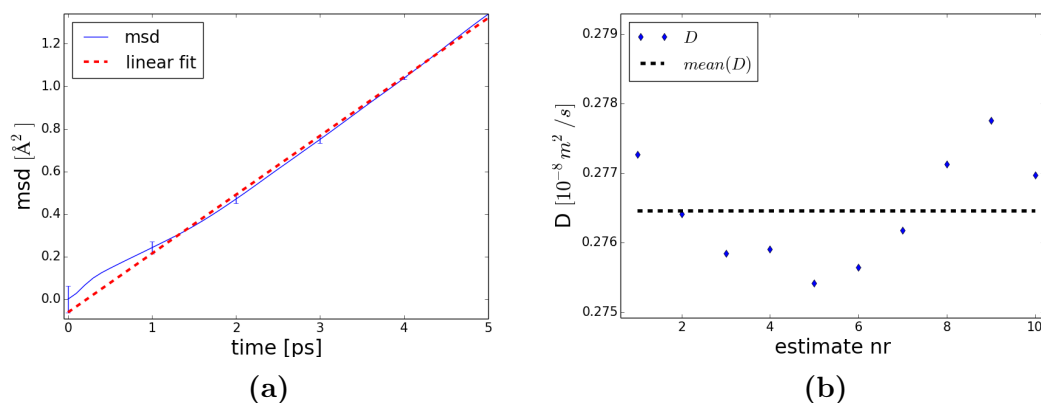 msd
linear fit
1.2
1.0
0.8
0.6
0.4
0.2
0.0
msd [Å²]
0 1 2 3 4 5
time [ps]
(a)
D
mean(D)
0.279
0.278
0.277
0.276
0.275
D [10⁻⁸ m² /s]
2 4 6 8 10
estimate nr
(b)